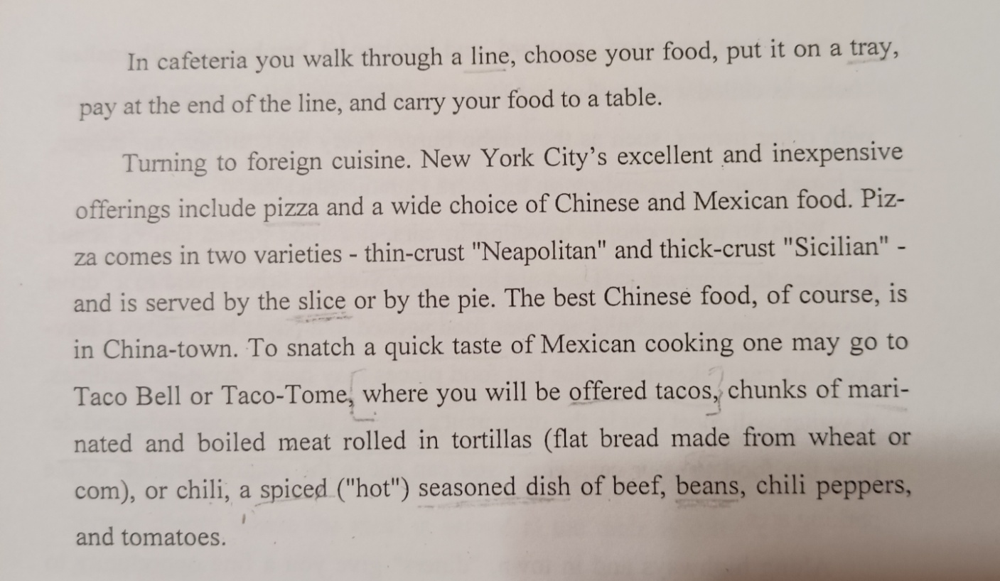 In cafeteria you walk through a line, choose your food, put it on a tray,
pay at the end of the line, and carry your food to a table.
Turning to foreign cuisine. New York City’s excellent and inexpensive
offerings include pizza and a wide choice of Chinese and Mexican food. Piz-
za comes in two varieties - thin-crust "Neapolitan" and thick-crust "Sicilian" -
and is served by the slice or by the pie. The best Chinese food, of course, is
in China-town. To snatch a quick taste of Mexican cooking one may go to
Taco Bell or Taco-Tome, where you will be offered tacos, chunks of mari-
nated and boiled meat rolled in tortillas (flat bread made from wheat or
com), or chili, a spiced ("hot") seasoned dish of beef, beans, chili peppers,
and tomatoes.